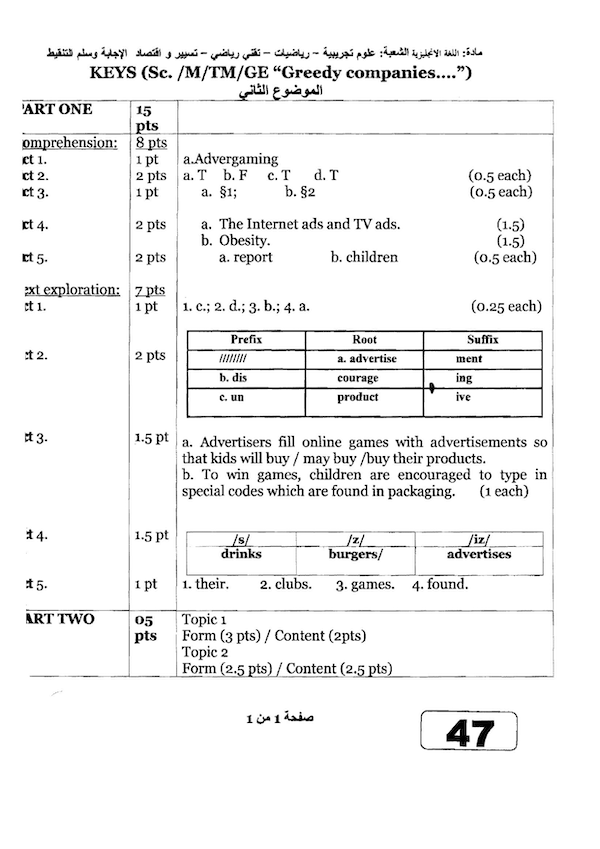 مادة: اللغة الانجليزية الشعبة: علوم تجريبية – رياضيات – تقني رياضي – تسيير و اقتصاد الإجابة وسلم التنقيط
KEYS (Sc. /M/TM/GE “Greedy companies….”)
الموضوع الثاني
ART ONE 15 pts
omprehension: 8 pts
ct 1. 1 pt a.Advergaming
ct 2. 2 pts a. T b. F c. T d. T (0.5 each)
ct 3. 1 pt a. §1; b. §2 (0.5 each)
ct 4. 2 pts a. The Internet ads and TV ads. (1.5)
b. Obesity. (1.5)
ct 5. 2 pts a. report b. children (0.5 each)
ext exploration: 7 pts
ct 1. 1 pt 1. c.; 2. d.; 3. b.; 4. a. (0.25 each)
Prefix Root Suffix
ct 2. 2 pts //////// a. advertise ment
b. dis courage ing
c. un product ive
ct 3. 1.5 pt a. Advertisers fill online games with advertisements so
that kids will buy / may buy /buy their products.
b. To win games, children are encouraged to type in
special codes which are found in packaging. (1 each)
ct 4. 1.5 pt /s/ /z/ /iz/
drinks burgers/ advertises
ct 5. 1 pt 1. their. 2. clubs. 3. games. 4. found.
ART TWO 05 pts Topic 1
Form (3 pts) / Content (2pts)
Topic 2
Form (2.5 pts) / Content (2.5 pts)
صفحة 1 من 1
47